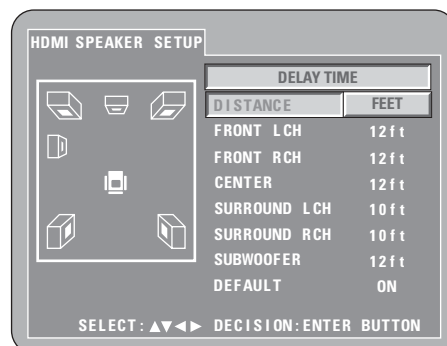 HDMI SPEAKER SETUP
DELAY TIME
DISTANCE FEET
FRONT LCH 12ft
FRONT RCH 12ft
CENTER 12ft
SURROUND LCH 10ft
SURROUND RCH 10ft
SUBWOOFER 12ft
DEFAULT ON
SELECT:▲▼◄► DECISION:ENTER BUTTON